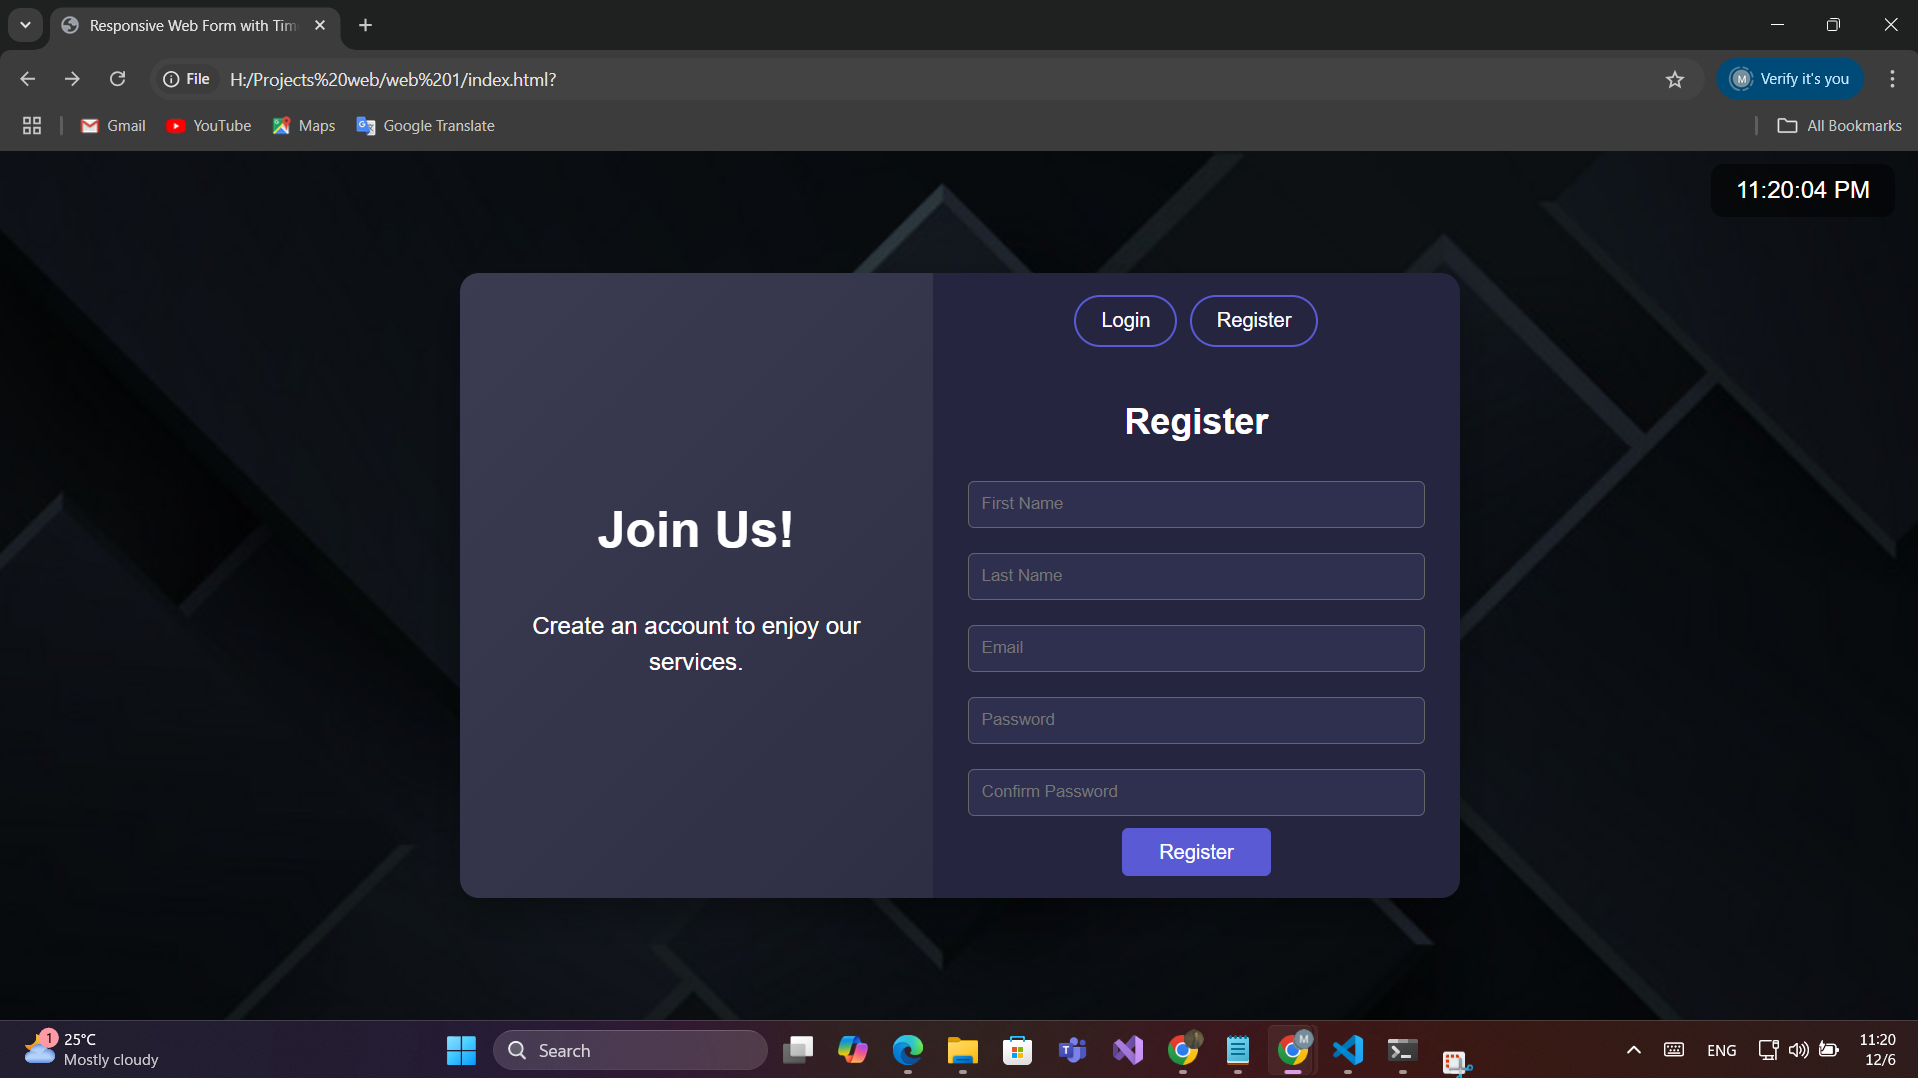 Responsive Web Form with Tim
File
H:/Projects%20web/web%201/index.html?
M
Verify it's you
Gmail
YouTube
Maps
Google Translate
All Bookmarks
11:20:04 PM
Login
Register
Register
Join Us!
Create an account to enjoy our
services.
First Name
Last Name
Email
Password
Confirm Password
Register
1
25°C
Mostly cloudy
Search
M
ENG
11:20
12/6